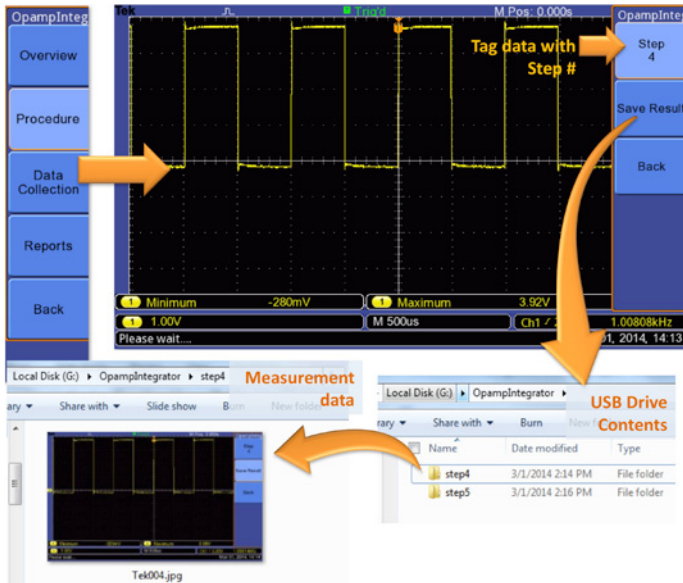 OpampInteg
Overview
Procedure
Data
Collection
Reports
Back
Tek
Trig'd
M Pos: 0.000s
Tag data with
Step #
OpampInteg
Step
4
Save Result
Back
1 Minimum -280mV
1 Maximum 3.92V
1 1.00V
M 500us
Ch1
1.00808kHz
Please wait....
01, 2014, 14:13
Local Disk (G:) OpampIntegrator step4
ary Share with Slide show Burn New folder
Measurement
data
Tek004.jpg
Local Disk (G:) OpampIntegrator
USB Drive
Contents
rary Share with Burn
Name Date modified Type
step4 3/1/2014 2:14 PM File folder
step5 3/1/2014 2:16 PM File folder